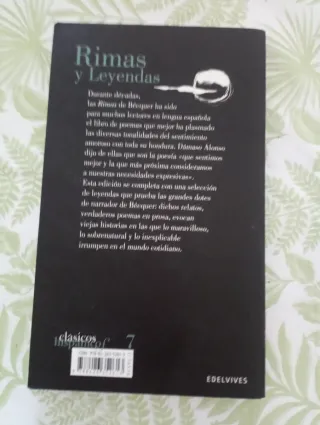 Rimas
y Leyendas
Durante décadas,
las Rimas de Bécquer ha sido
para muchos lectores en lengua española
el libro de poemas que mejor ha plasmado
las diversas tonalidades del sentimiento
amoroso con toda su hondura. Dámaso Alonso
dijo de ellas que son la poesía «que sentimos
mejor y la que más próxima consideramos
a nuestras necesidades expresivas».
Esta edición se completa con una selección
de leyendas que prueba las grandes dotes
de narrador de Bécquer: dichos relatos,
verdaderos poemas en prosa, evocan
viejas historias en las que lo maravilloso,
lo sobrenatural y lo inexplicable
irrumpen en el mundo cotidiano.
clásicos
hispánicos
7
EDELVIVES